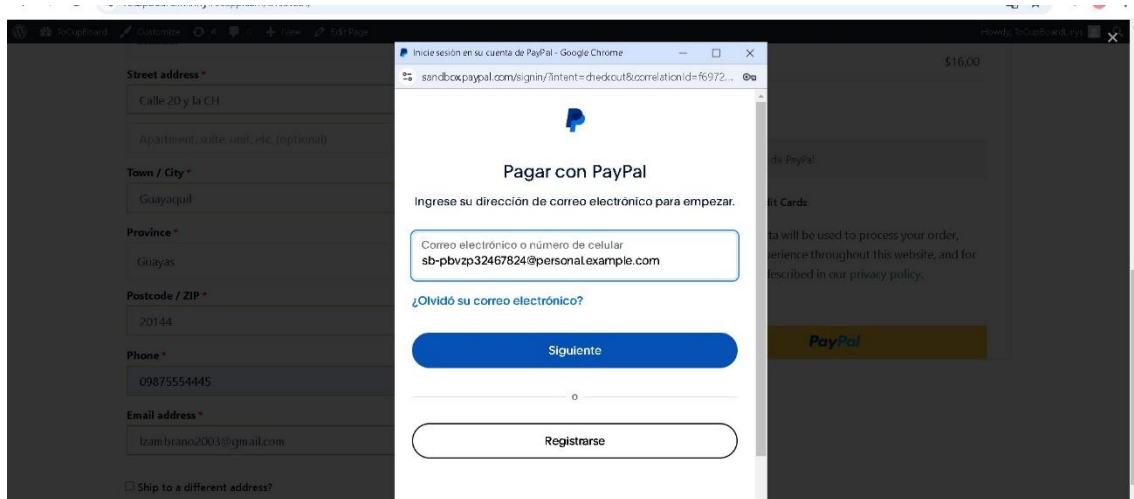 ToCupBoard Customize 4 New Edit Page
Howdy,
Inicie sesión en su cuenta de PayPal - Google Chrome
sandbox.paypal.com/signin/?intent=checkout&correlationId=f6972...
Street address *
$16,00
Calle 20 y la CH
Apartment, suite, unit, etc. (optional)
Pagar con PayPal
de PayPal
Town / City *
Guayaquil
Ingrese su dirección de correo electrónico para empezar.
dit Cards
Province *
ta will be used to process your order,
Correo electrónico o número de celular
erience throughout this website, and for
Guayas
sb-pbvzp32467824@personal.example.com
described in our privacy policy.
Postcode / ZIP *
¿Olvidó su correo electrónico?
20144
Siguiente
PayPal
Phone *
09875554445
o
Email address *
lzambrano2003@gmail.com
Registrarse
Ship to a different address?